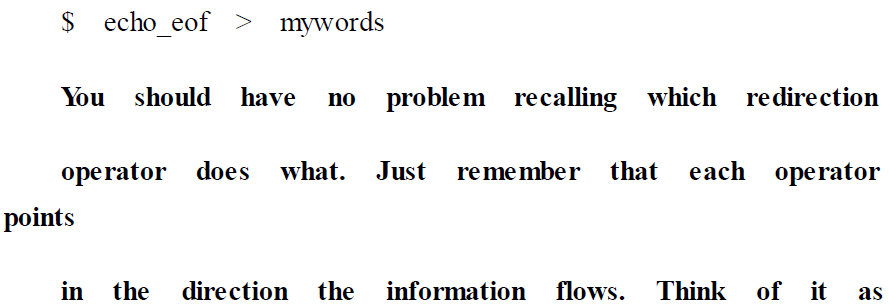 $ echo_eof > mywords
You should have no problem recalling which redirection
operator does what. Just remember that each operator
points
in the direction the information flows. Think of it as